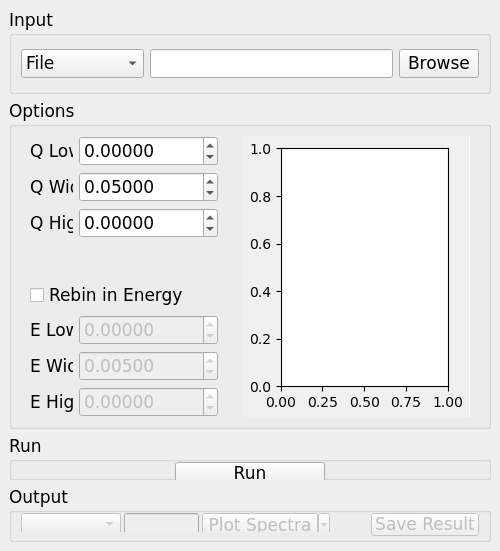 Input
File
Browse
Options
Q Lov
0.00000
Q Wic
0.05000
Q Hig
0.00000
Rebin in Energy
E Lov
0.00000
E Wic
0.00500
E Hig
0.00000
1.0
0.8
0.6
0.4
0.2
0.0
0.00 0.25 0.50 0.75 1.00
Run
Run
Output
Plot Spectra
Save Result